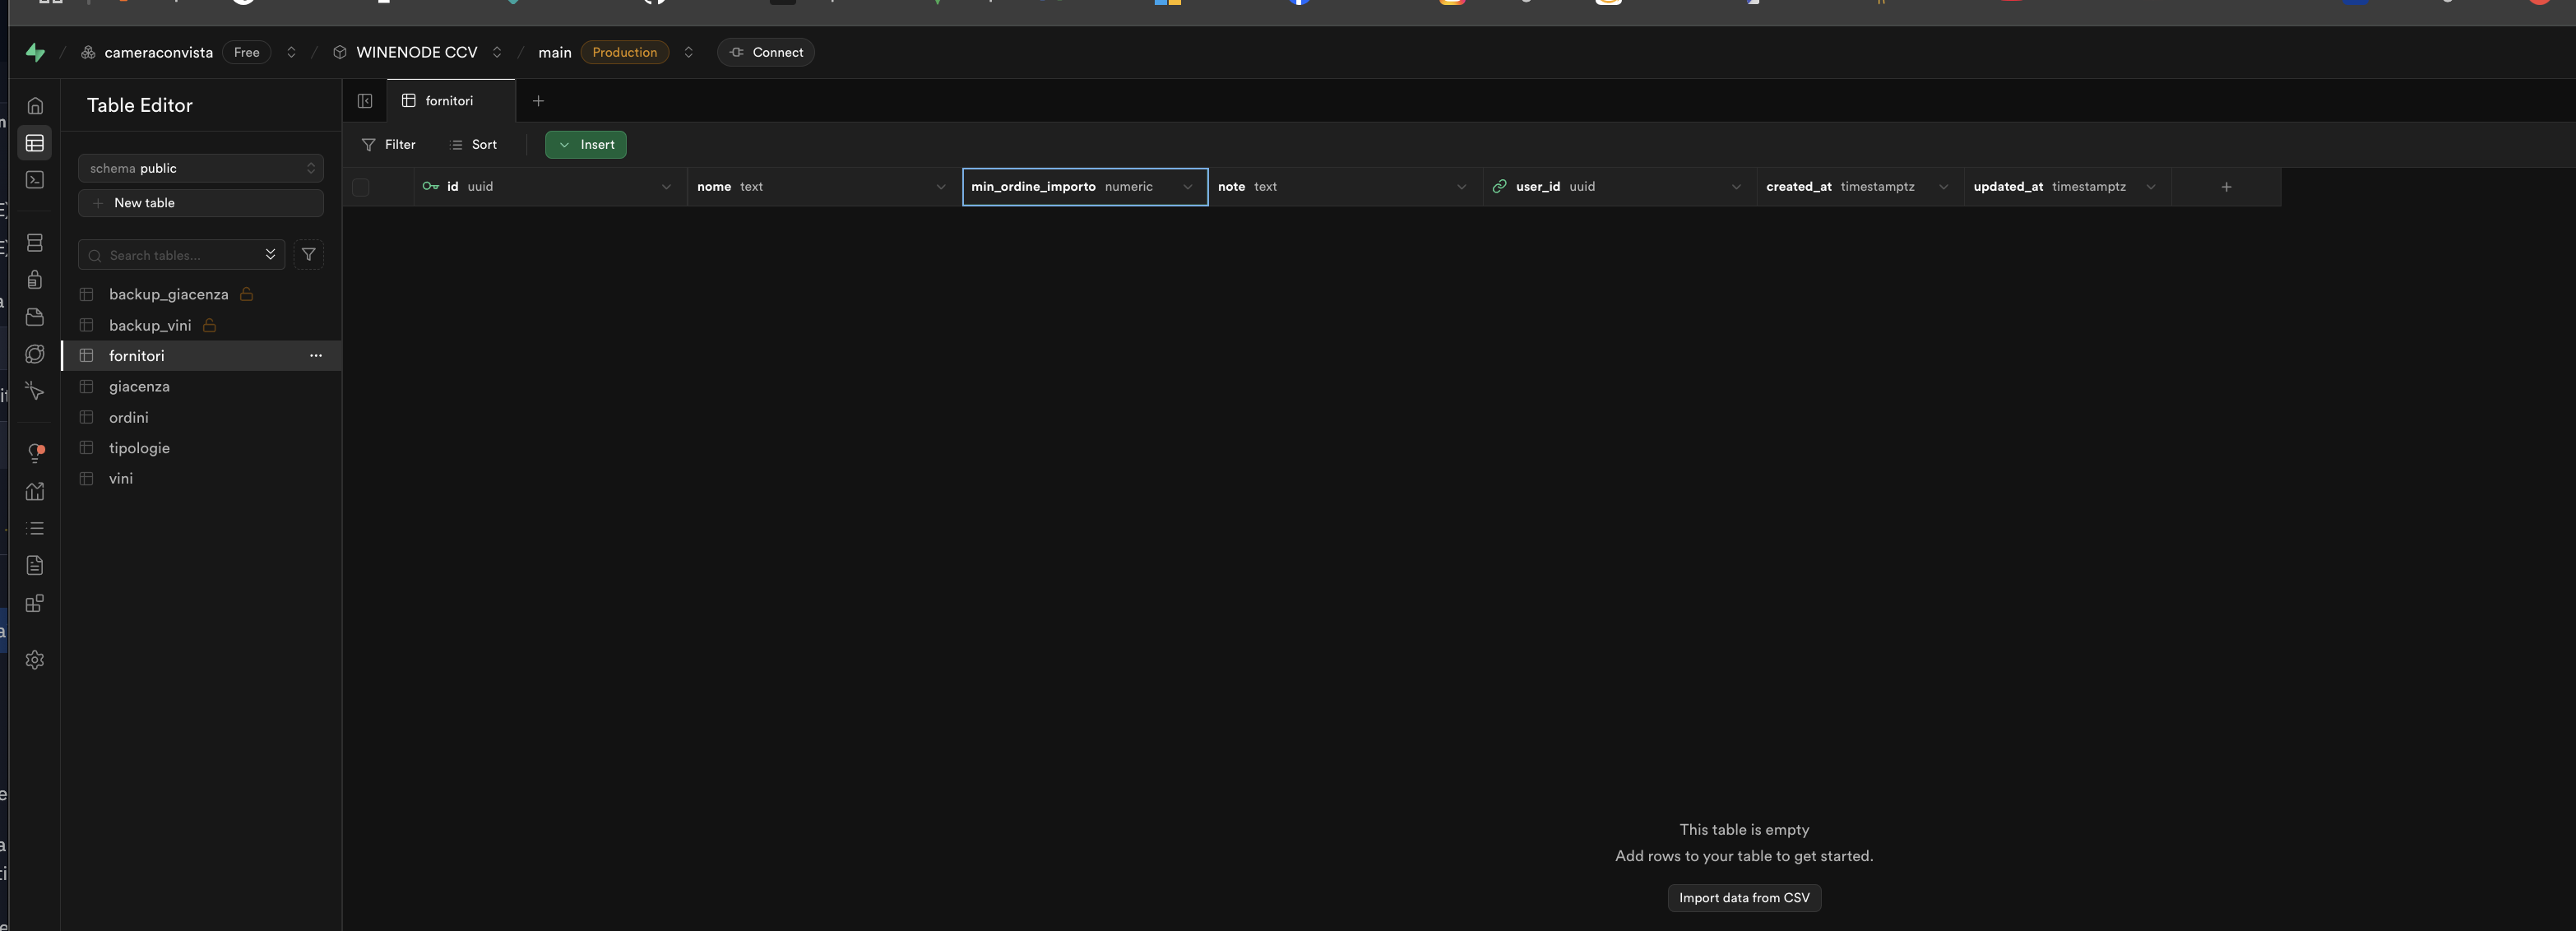 cameraconvista Free / WINENODE CCV / main Production Connect
Table Editor
fornitori
Filter Sort Insert
schema public
New table
Search tables...
backup_giacenza
backup_vini
fornitori
giacenza
ordini
tipologie
vini
id uuid nome text min_ordine_importo numeric note text user_id uuid created_at timestamptz updated_at timestamptz
This table is empty
Add rows to your table to get started.
Import data from CSV